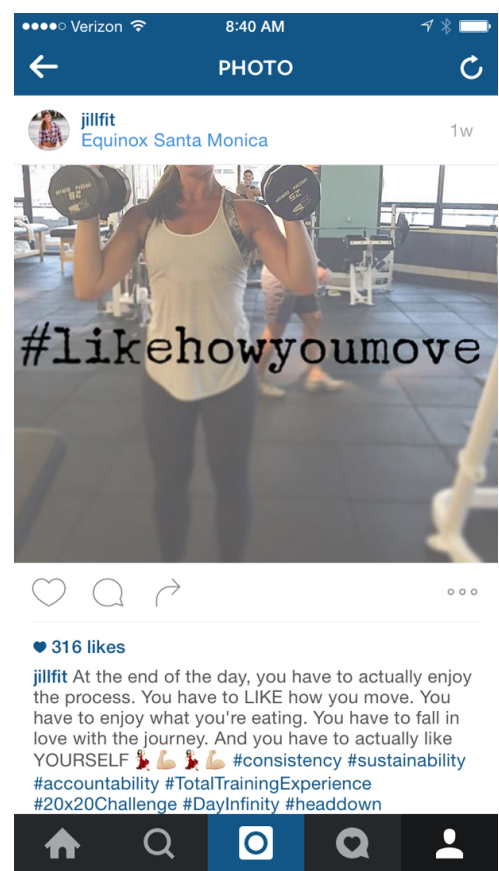 Verizon 8:40 AM
PHOTO
jillfit
Equinox Santa Monica
1w
#likehowyoumove
316 likes
jillfit At the end of the day, you have to actually enjoy
the process. You have to LIKE how you move. You
have to enjoy what you're eating. You have to fall in
love with the journey. And you have to actually like
YOURSELF 💃💪🏼💃💪🏼 #consistency #sustainability
#accountability #TotalTrainingExperience
#20x20Challenge #DayInfinity #headdown